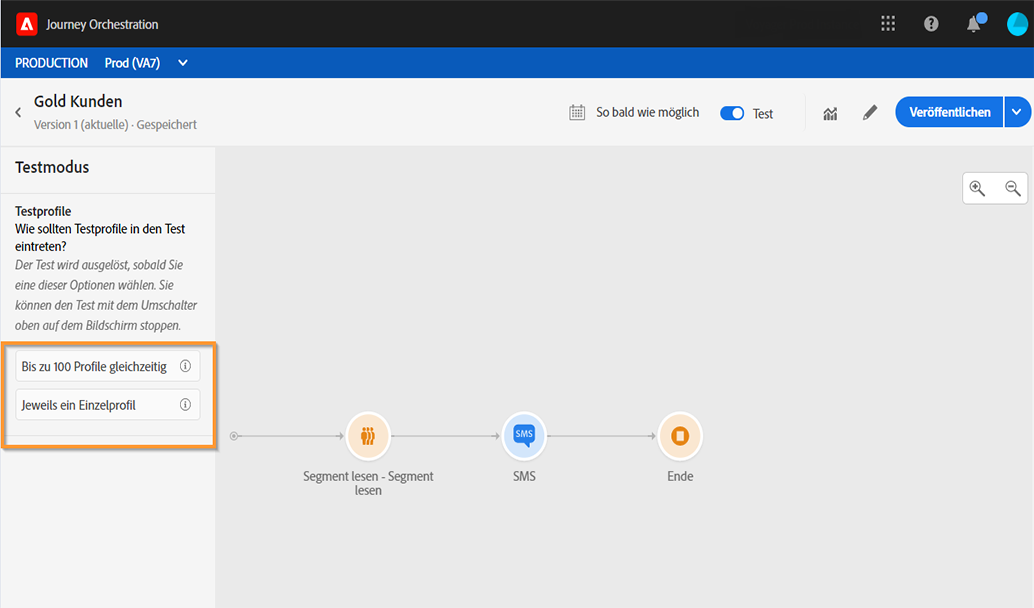 Journey Orchestration
PRODUCTION Prod (VA7)
Gold Kunden
Version 1 (aktuelle) · Gespeichert
So bald wie möglich
Test
Veröffentlichen
Testmodus
Testprofile
Wie sollten Testprofile in den Test
eintreten?
Der Test wird ausgelöst, sobald Sie
eine dieser Optionen wählen. Sie
können den Test mit dem Umschalter
oben auf dem Bildschirm stoppen.
Bis zu 100 Profile gleichzeitig
Jeweils ein Einzelprofil
SMS
Segment lesen - Segment
lesen
SMS
Ende